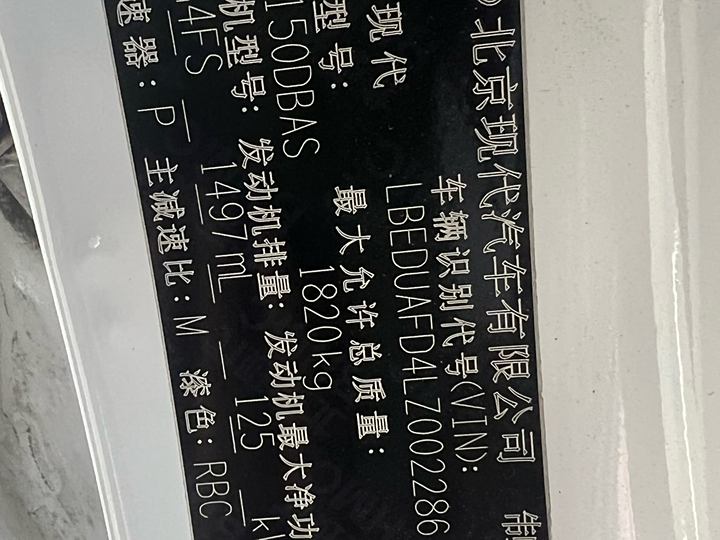 北京现代汽车有限公司
车辆识别代号(VIN):
现代 LBEDUAFD4LZ002286
型号: 最大允许总质量:
150DBAS 1820kg
机型号: 发动机排量: 发动机最大净功
4FS 1497mL 125
速器: P 主减速比: M 漆色: RBC